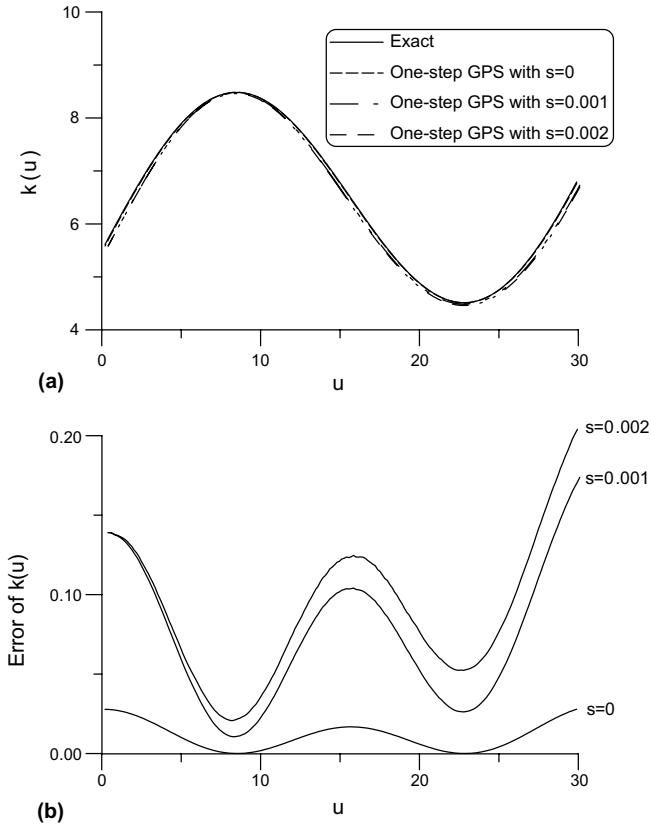 10
8
6
4
k(u)
Exact
One-step GPS with s=0
One-step GPS with s=0.001
One-step GPS with s=0.002
0
10
20
30
(a)
u
0.20
0.10
0.00
Error of k(u)
s=0.002
s=0.001
s=0
0
10
20
30
(b)
u